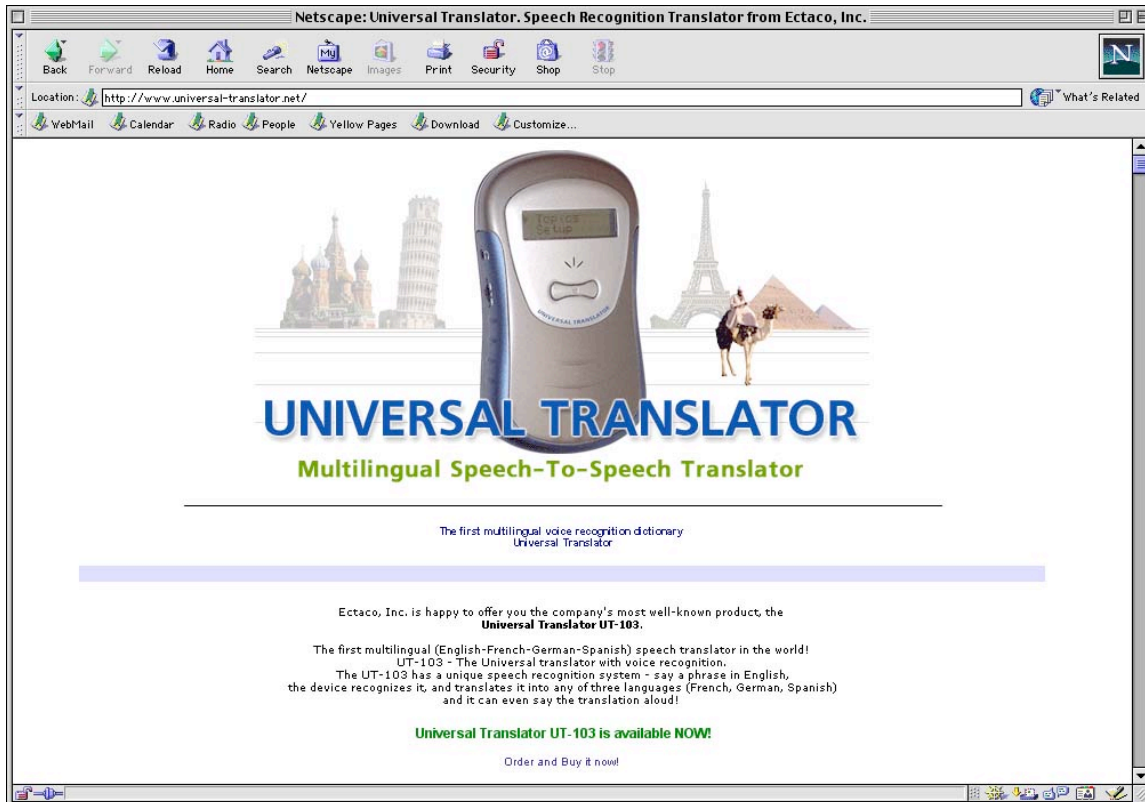 Netscape: Universal Translator. Speech Recognition Translator from Ectaco, Inc.
Back Forward Reload Home Search Netscape Images Print Security Shop Stop
My
N
Location: http://www.universal-translator.net/ What's Related
WebMail Calendar Radio People Yellow Pages Download Customize...
Topics
Setup
UNIVERSAL TRANSLATOR
UNIVERSAL TRANSLATOR
Multilingual Speech-To-Speech Translator
The first multilingual voice recognition dictionary
Universal Translator
Ectaco, Inc. is happy to offer you the company's most well-known product, the
Universal Translator UT-103.
The first multilingual (English-French-German-Spanish) speech translator in the world!
UT-103 - The Universal translator with voice recognition.
The UT-103 has a unique speech recognition system - say a phrase in English,
the device recognizes it, and translates it into any of three languages (French, German, Spanish)
and it can even say the translation aloud!
Universal Translator UT-103 is available NOW!
Order and Buy it now!